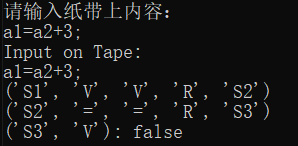 请输入纸带上内容：
a1=a2+3;
Input on Tape:
a1=a2+3;
('S1', 'V', 'V', 'R', 'S2')
('S2', '=', '=', 'R', 'S3')
('S3', 'V'): false